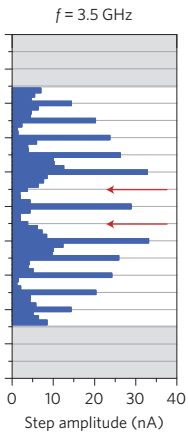 f = 3.5 GHz
0 10 20 30 40
Step amplitude (nA)